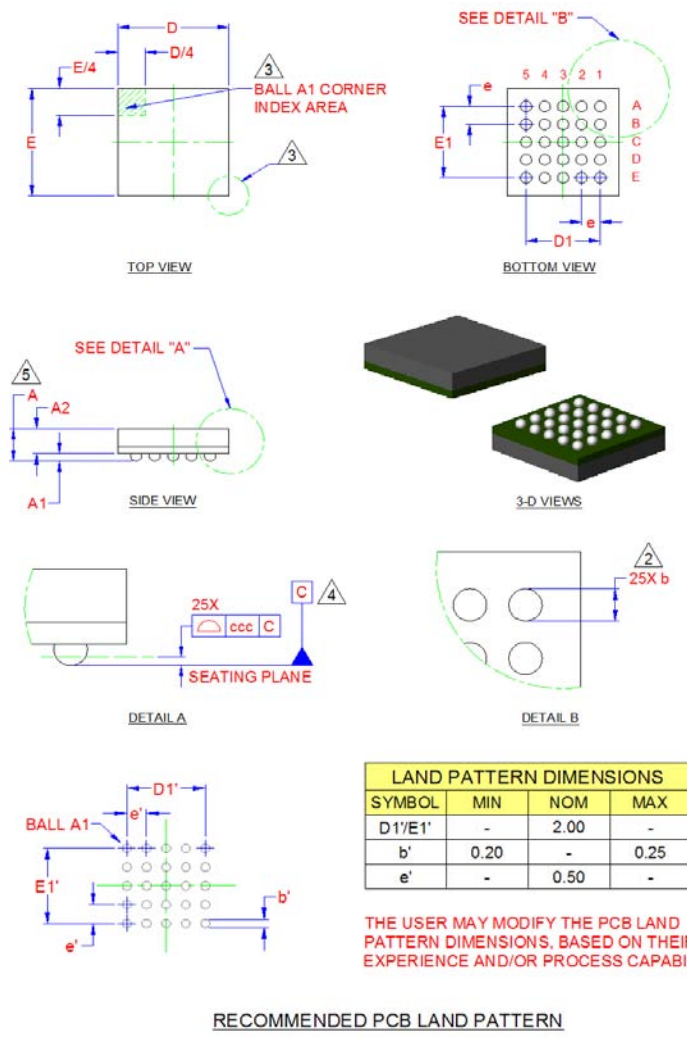 D
D/4
E/4
E
3
BALL A1 CORNER
INDEX AREA
3
TOP VIEW
SEE DETAIL "B"
5 4 3 2 1
e
E1
A
B
C
D
E
e
D1
BOTTOM VIEW
SEE DETAIL "A"
5
A
A2
A1
SIDE VIEW
3-D VIEWS
25X
ccc C
C
4
SEATING PLANE
DETAIL A
2
25X b
DETAIL B
D1'
e'
BALL A1
E1'
e'
b'
LAND PATTERN DIMENSIONS
SYMBOL MIN NOM MAX
D1'/E1' - 2.00 -
b' 0.20 - 0.25
e' - 0.50 -
THE USER MAY MODIFY THE PCB LAND
PATTERN DIMENSIONS, BASED ON THEI
EXPERIENCE AND/OR PROCESS CAPABI
RECOMMENDED PCB LAND PATTERN